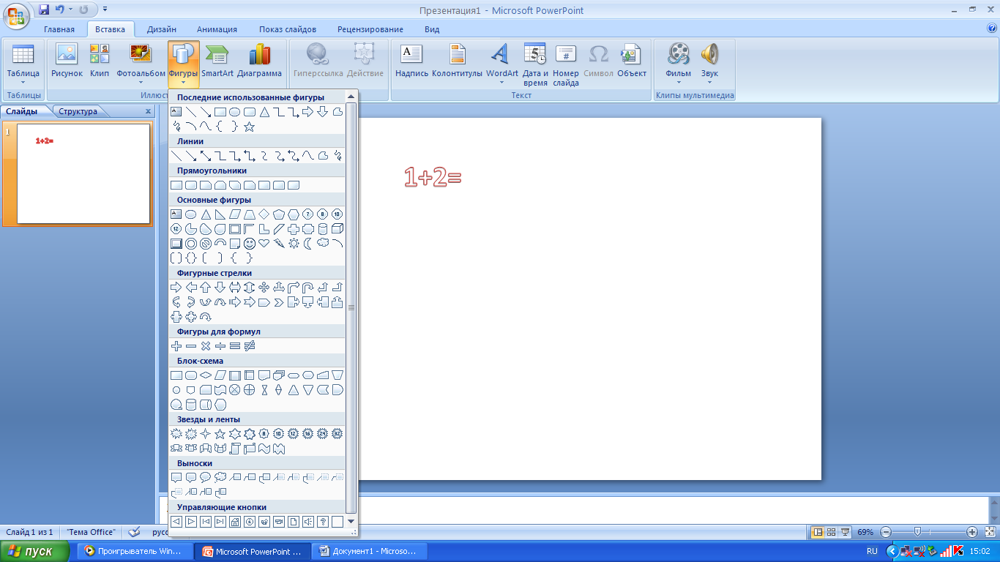 Презентация1 - Microsoft PowerPoint
Главная Вставка Дизайн Анимация Показ слайдов Рецензирование Вид
Таблица Рисунок Клип Фотоальбом Фигуры SmartArt Диаграмма Гиперссылка Действие Надпись Колонтитулы WordArt Дата и время Номер слайда Символ Объект Фильм Звук
Таблицы Иллюст Текст Клипы мультимедиа
Слайды Структура
Последние использованные фигуры
1
1+2=
Линии
Прямоугольники
1+2=
Основные фигуры
Фигурные стрелки
Фигуры для формул
Блок-схема
Звезды и ленты
Выноски
Управляющие кнопки
Слайд 1 из 1 "Тема Office" русс 69%
пуск Проигрыватель Win... Microsoft PowerPoint ... Документ1 - Microso... RU 15:02